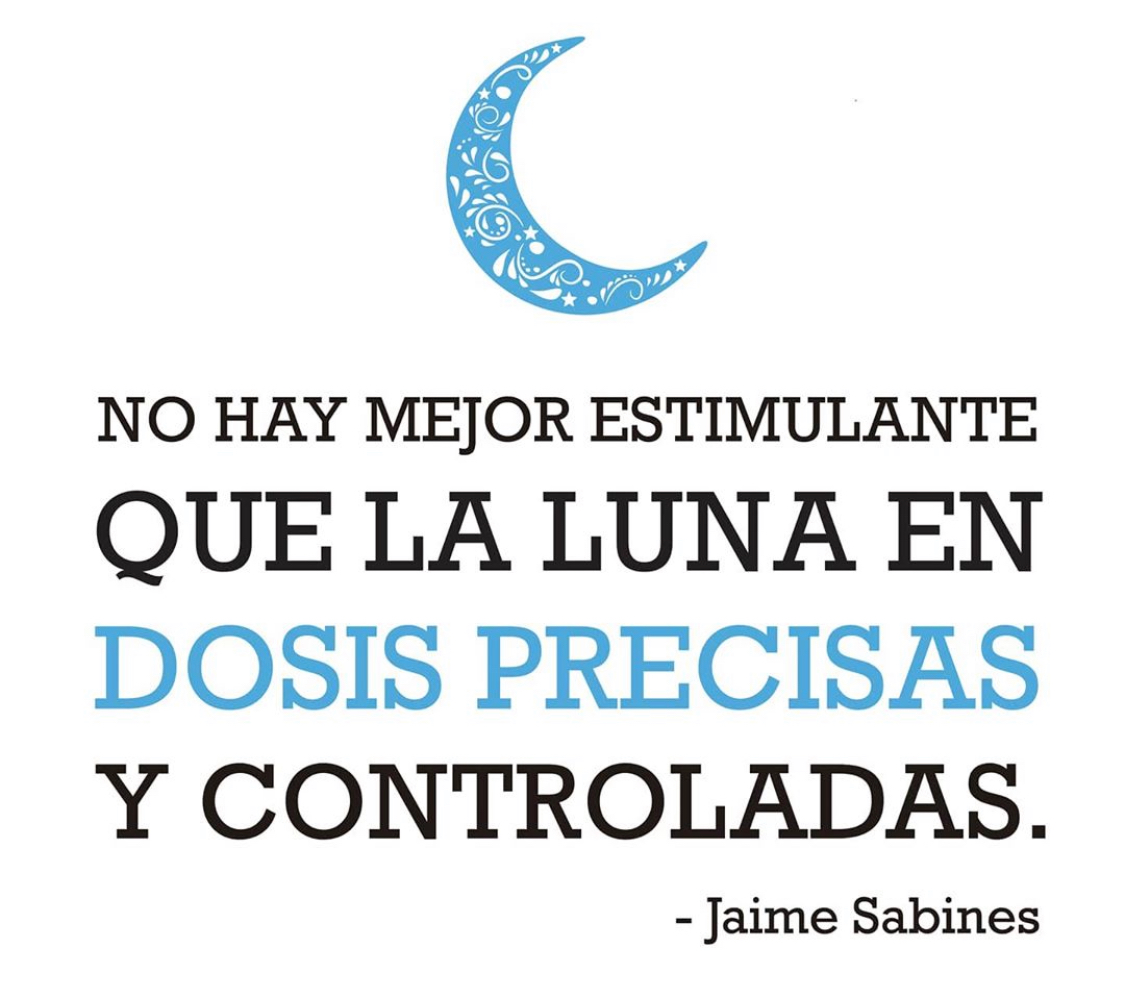 NO HAY MEJOR ESTIMULANTE
QUE LA LUNA EN
DOSIS PRECISAS
Y CONTROLADAS.
- Jaime Sabines